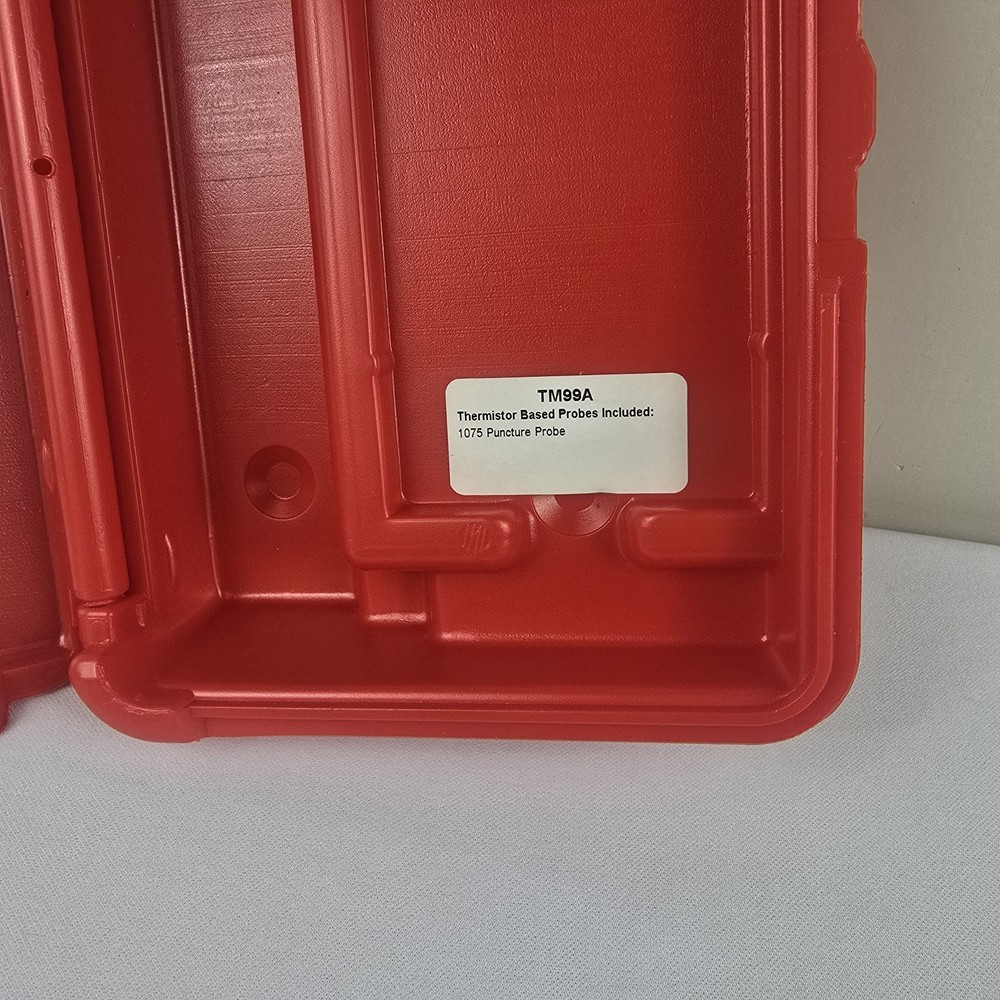 TM99A
Thermistor Based Probes Included:
1075 Puncture Probe